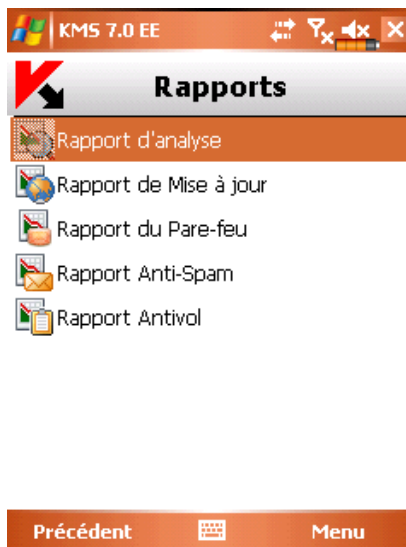 KMS 7.0 EE
Rapports
Rapport d'analyse
Rapport de Mise à jour
Rapport du Pare-feu
Rapport Anti-Spam
Rapport Antivol
Précédent Menu